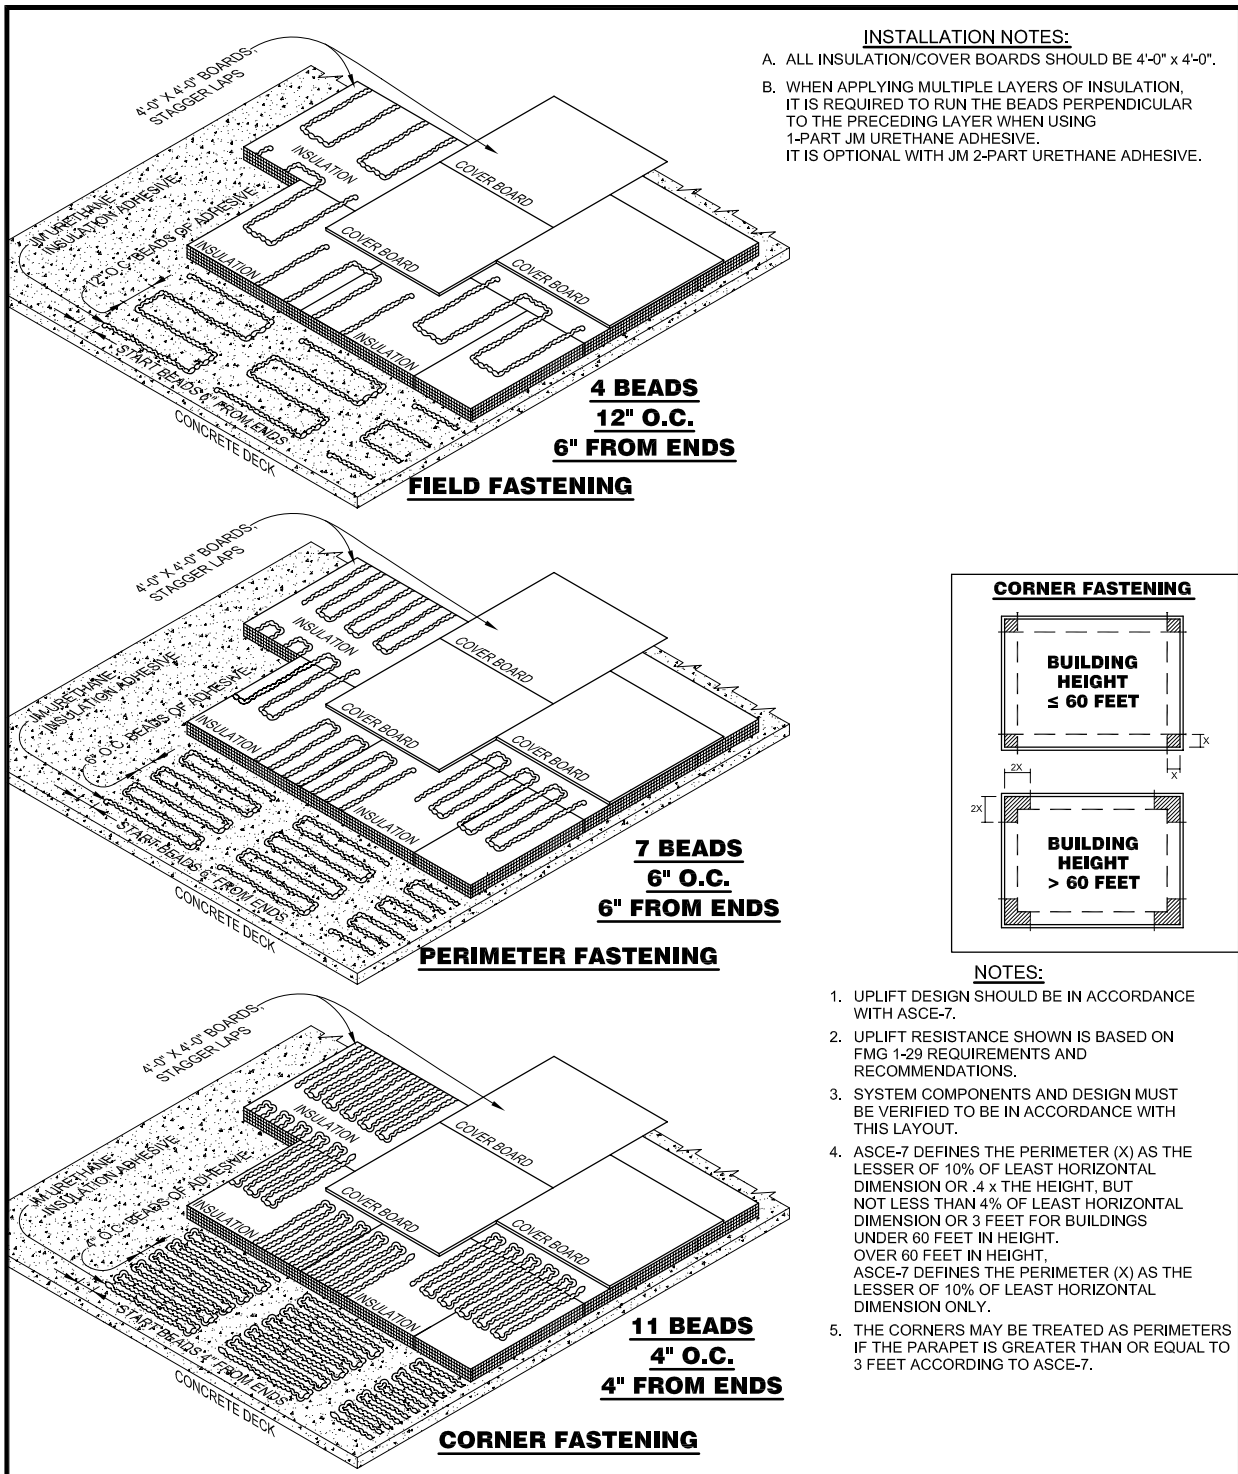 INSTALLATION NOTES:
A. ALL INSULATION/COVER BOARDS SHOULD BE 4'-0" x 4'-0".
B. WHEN APPLYING MULTIPLE LAYERS OF INSULATION,
IT IS REQUIRED TO RUN THE BEADS PERPENDICULAR
TO THE PRECEDING LAYER WHEN USING
1-PART JM URETHANE ADHESIVE.
IT IS OPTIONAL WITH JM 2-PART URETHANE ADHESIVE.
4'-0" X 4'-0" BOARDS,
STAGGER LAPS
INSULATION
COVER BOARD
JM URETHANE
INSULATION ADHESIVE
12" O.C. BEADS OF ADHESIVE
INSULATION
COVER BOARD
COVER BOARD
INSULATION
START BEADS 6" FROM ENDS
CONCRETE DECK
4 BEADS
12" O.C.
6" FROM ENDS
FIELD FASTENING
4'-0" X 4'-0" BOARDS,
STAGGER LAPS
INSULATION
COVER BOARD
JM URETHANE
INSULATION ADHESIVE
6" O.C. BEADS OF ADHESIVE
INSULATION
COVER BOARD
COVER BOARD
INSULATION
START BEADS 6" FROM ENDS
CONCRETE DECK
7 BEADS
6" O.C.
6" FROM ENDS
PERIMETER FASTENING
4'-0" X 4'-0" BOARDS,
STAGGER LAPS
INSULATION
COVER BOARD
JM URETHANE
INSULATION ADHESIVE
4" O.C. BEADS OF ADHESIVE
INSULATION
COVER BOARD
COVER BOARD
INSULATION
START BEADS 4" FROM ENDS
CONCRETE DECK
11 BEADS
4" O.C.
4" FROM ENDS
CORNER FASTENING
CORNER FASTENING
BUILDING
HEIGHT
≤ 60 FEET
X
X
2X
2X
BUILDING
HEIGHT
> 60 FEET
NOTES:
1. UPLIFT DESIGN SHOULD BE IN ACCORDANCE
WITH ASCE-7.
2. UPLIFT RESISTANCE SHOWN IS BASED ON
FMG 1-29 REQUIREMENTS AND
RECOMMENDATIONS.
3. SYSTEM COMPONENTS AND DESIGN MUST
BE VERIFIED TO BE IN ACCORDANCE WITH
THIS LAYOUT.
4. ASCE-7 DEFINES THE PERIMETER (X) AS THE
LESSER OF 10% OF LEAST HORIZONTAL
DIMENSION OR .4 x THE HEIGHT, BUT
NOT LESS THAN 4% OF LEAST HORIZONTAL
DIMENSION OR 3 FEET FOR BUILDINGS
UNDER 60 FEET IN HEIGHT.
OVER 60 FEET IN HEIGHT,
ASCE-7 DEFINES THE PERIMETER (X) AS THE
LESSER OF 10% OF LEAST HORIZONTAL
DIMENSION ONLY.
5. THE CORNERS MAY BE TREATED AS PERIMETERS
IF THE PARAPET IS GREATER THAN OR EQUAL TO
3 FEET ACCORDING TO ASCE-7.